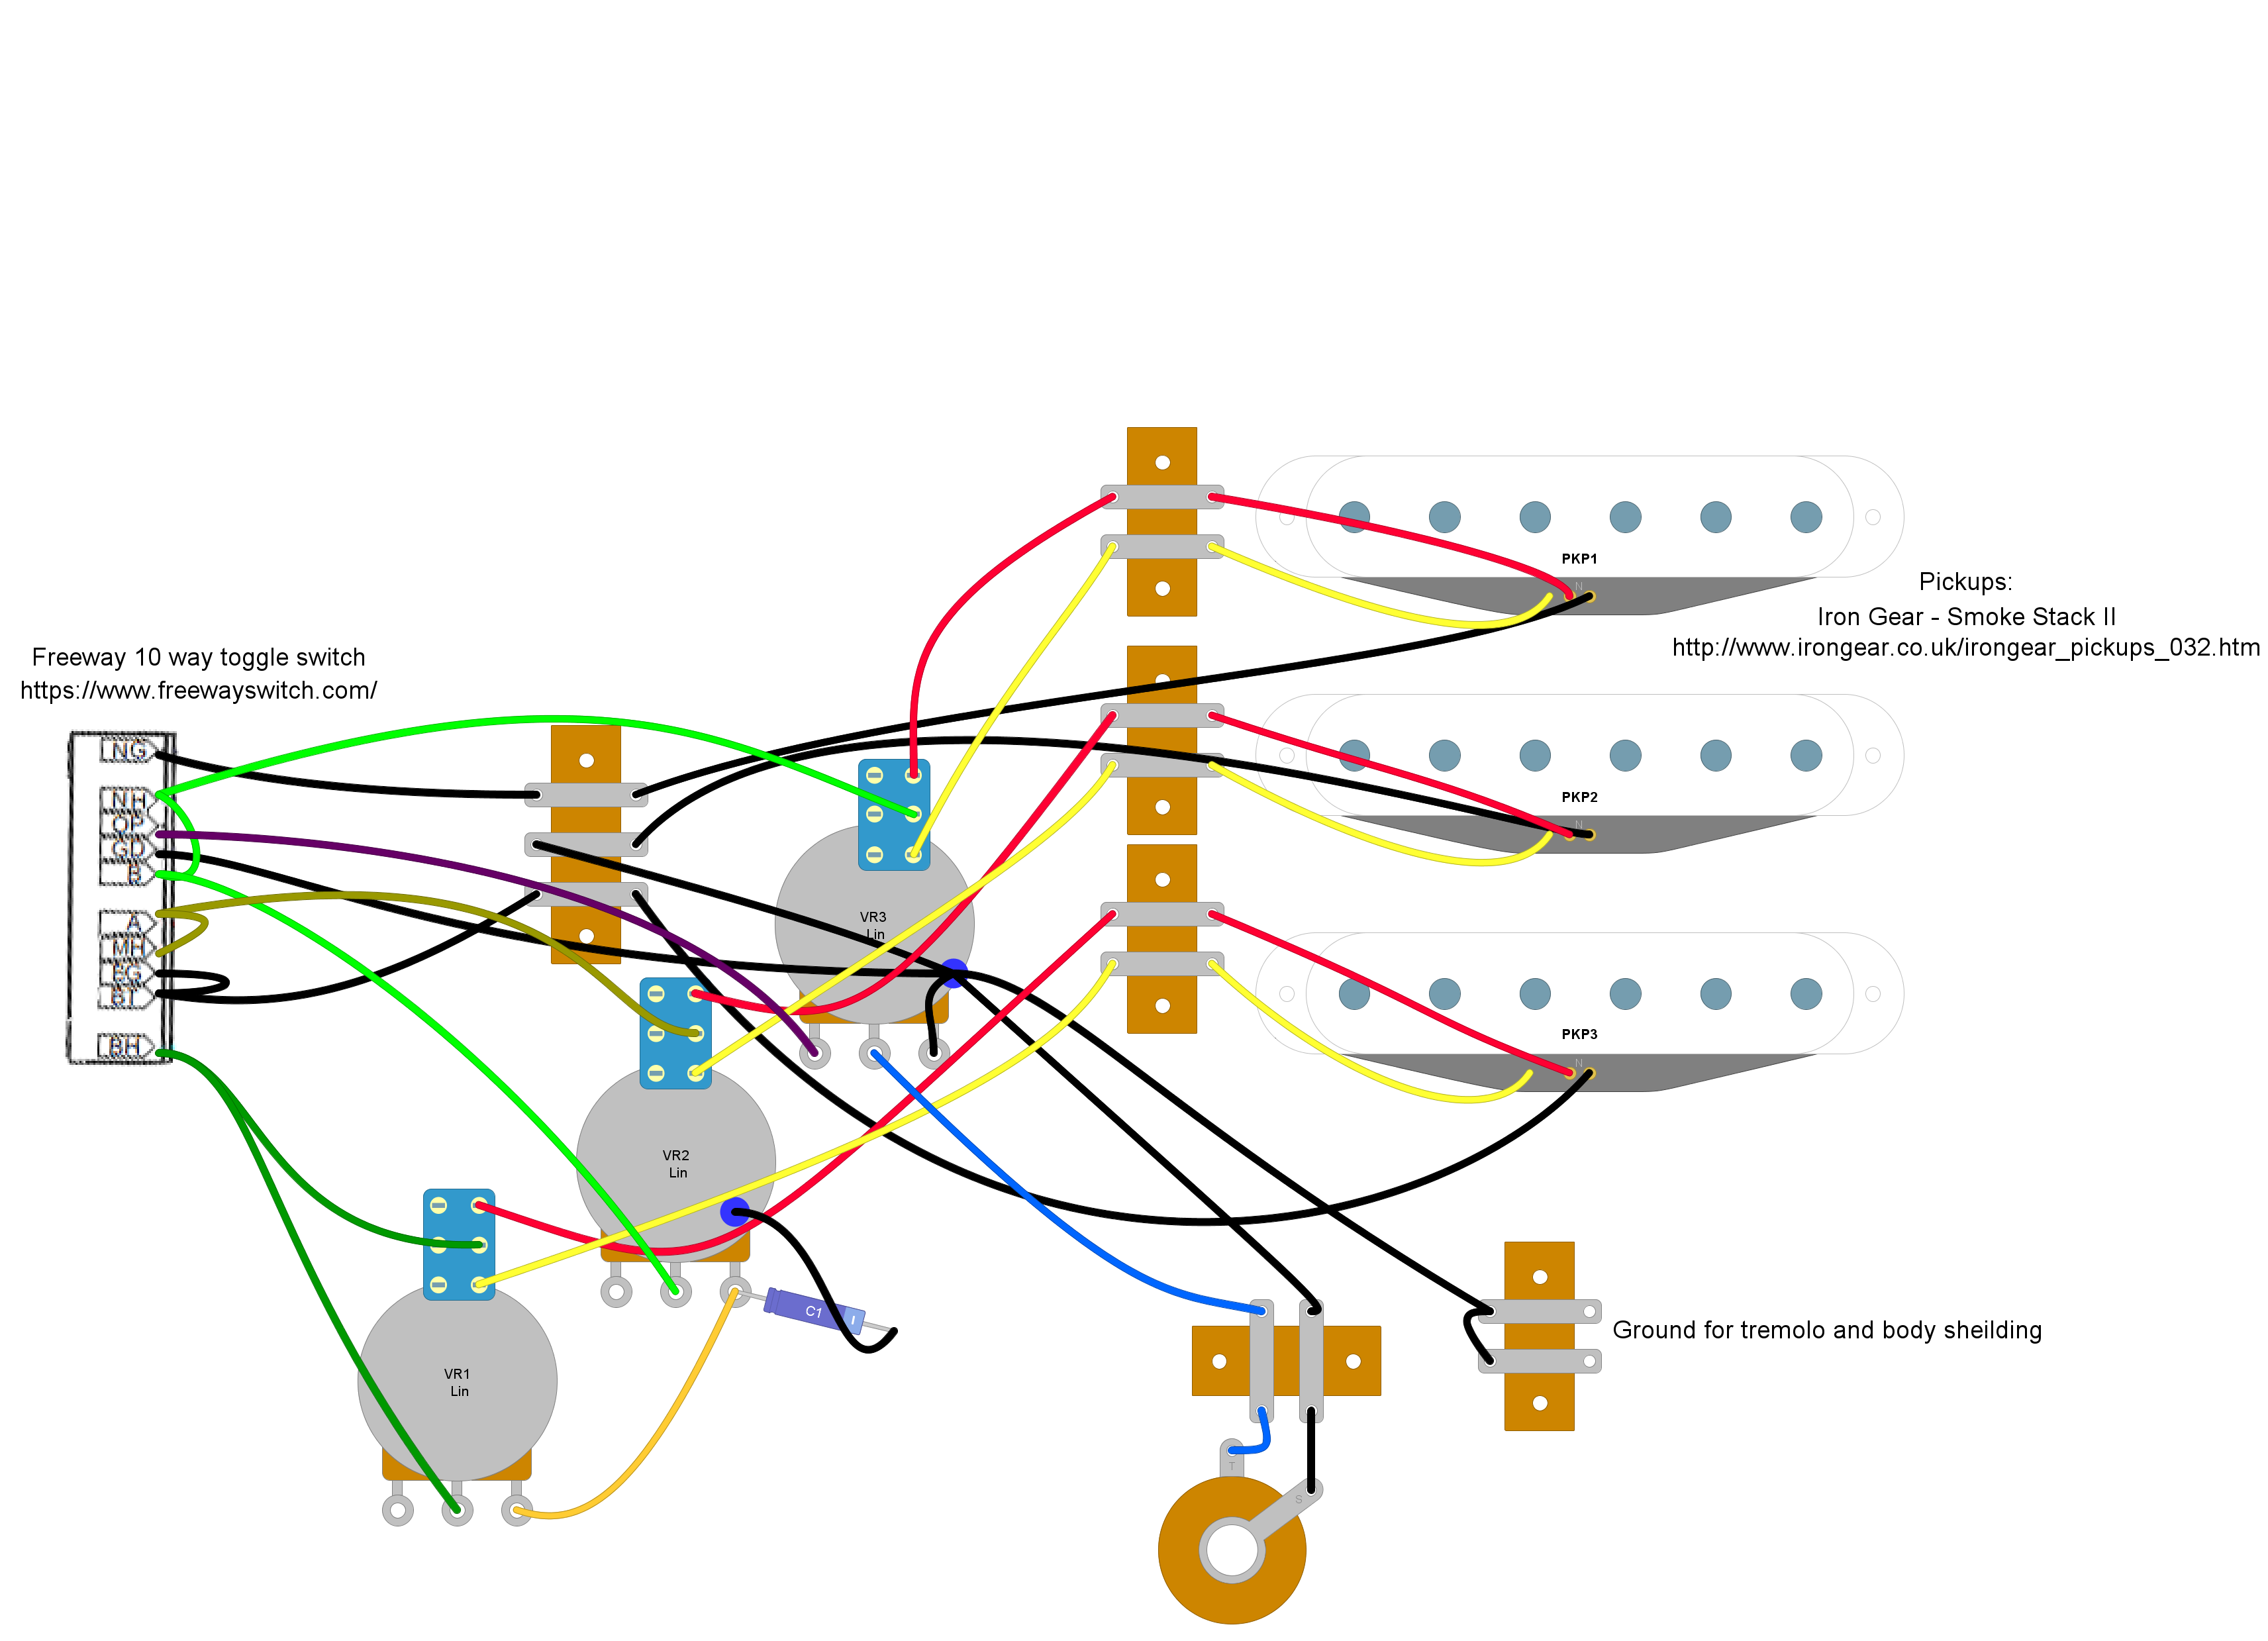 PKP1
N
Pickups:
Iron Gear - Smoke Stack II
http://www.irongear.co.uk/irongear_pickups_032.htm
Freeway 10 way toggle switch
https://www.freewayswitch.com/
NG
NH
OP
GD
B
A
MH
BT
BH
PKP2
N
VR3
Lin
PKP3
N
VR2
Lin
C1
Ground for tremolo and body sheilding
VR1
Lin
T
S